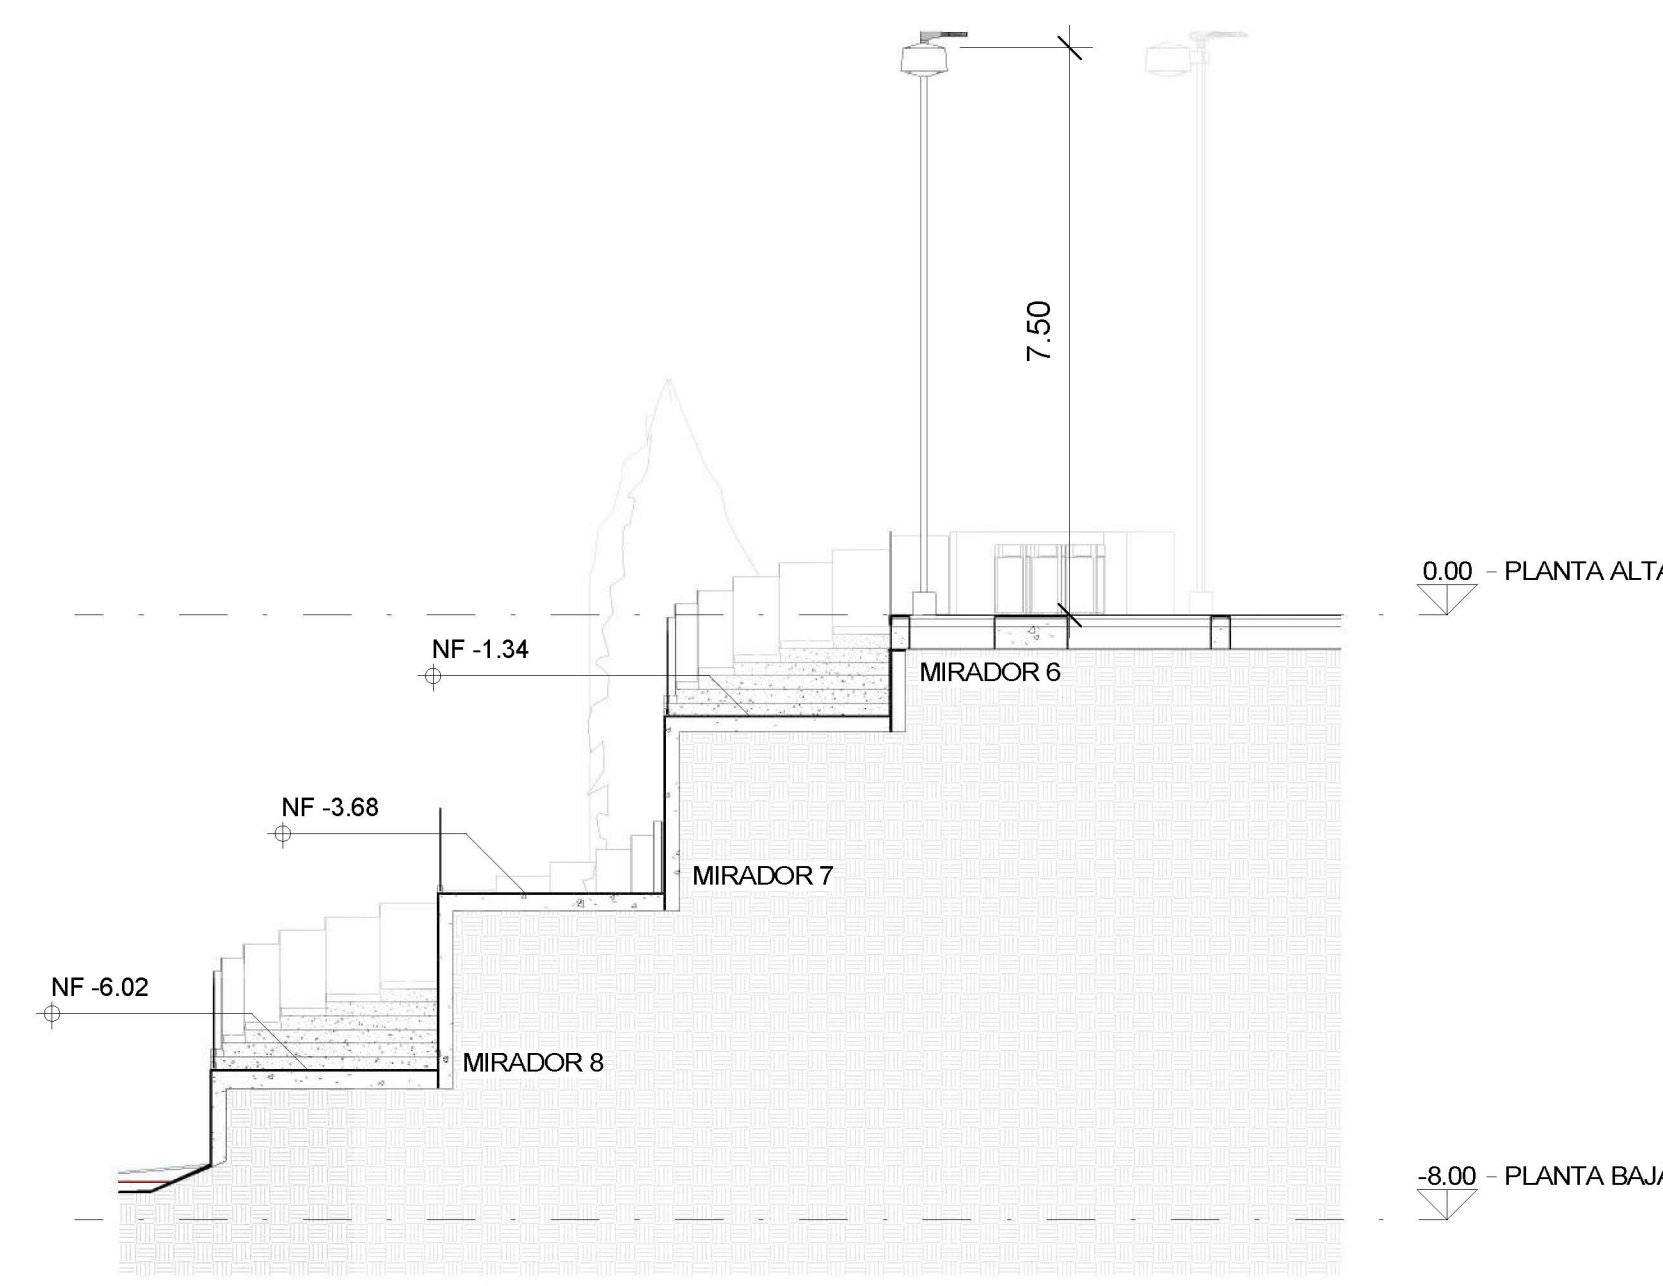 7.50
0.00 - PLANTA ALTA
NF -1.34
MIRADOR 6
NF -3.68
MIRADOR 7
NF -6.02
MIRADOR 8
-8.00 - PLANTA BAJA